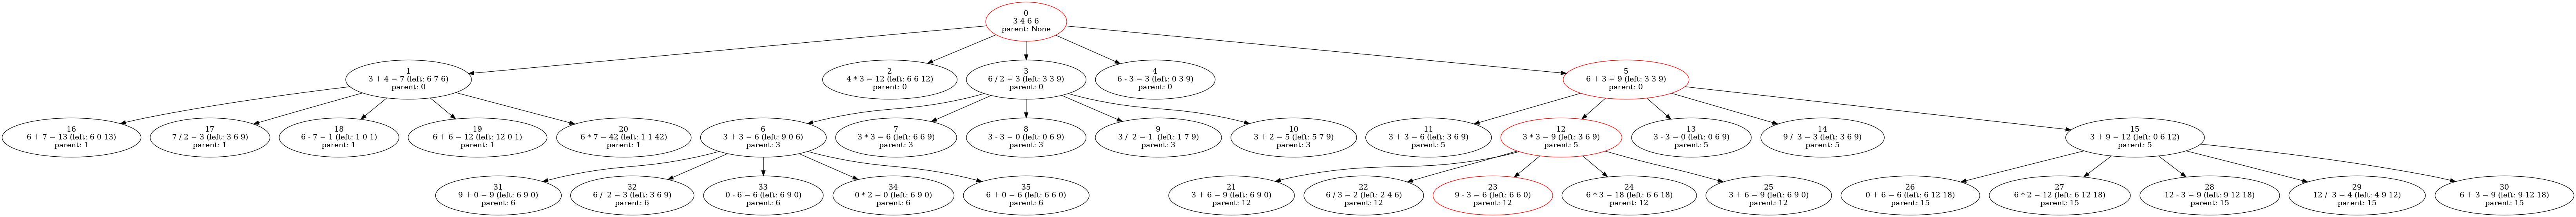 0
3 4 6 6
parent: None
1
3 + 4 = 7 (left: 6 7 6)
parent: 0
2
4 * 3 = 12 (left: 6 6 12)
parent: 0
3
6 / 2 = 3 (left: 3 3 9)
parent: 0
4
6 - 3 = 3 (left: 0 3 9)
parent: 0
5
6 + 3 = 9 (left: 3 3 9)
parent: 0
16
6 + 7 = 13 (left: 6 0 13)
parent: 1
17
7 / 2 = 3 (left: 3 6 9)
parent: 1
18
6 - 7 = 1 (left: 1 0 1)
parent: 1
19
6 + 6 = 12 (left: 12 0 1)
parent: 1
20
6 * 7 = 42 (left: 1 1 42)
parent: 1
6
3 + 3 = 6 (left: 9 0 6)
parent: 3
7
3 * 3 = 6 (left: 6 6 9)
parent: 3
8
3 - 3 = 0 (left: 0 6 9)
parent: 3
9
3 / 2 = 1 (left: 1 7 9)
parent: 3
10
3 + 2 = 5 (left: 5 7 9)
parent: 3
11
3 + 3 = 6 (left: 3 6 9)
parent: 5
12
3 * 3 = 9 (left: 3 6 9)
parent: 5
13
3 - 3 = 0 (left: 0 6 9)
parent: 5
14
9 / 3 = 3 (left: 3 6 9)
parent: 5
15
3 + 9 = 12 (left: 0 6 12)
parent: 5
31
9 + 0 = 9 (left: 6 9 0)
parent: 6
32
6 / 2 = 3 (left: 3 6 9)
parent: 6
33
0 - 6 = 6 (left: 6 9 0)
parent: 6
34
0 * 2 = 0 (left: 6 9 0)
parent: 6
35
6 + 0 = 6 (left: 6 6 0)
parent: 6
21
3 + 6 = 9 (left: 6 9 0)
parent: 12
22
6 / 3 = 2 (left: 2 4 6)
parent: 12
23
9 - 3 = 6 (left: 6 6 0)
parent: 12
24
6 * 3 = 18 (left: 6 6 18)
parent: 12
25
3 + 6 = 9 (left: 6 9 0)
parent: 12
26
0 + 6 = 6 (left: 6 12 18)
parent: 15
27
6 * 2 = 12 (left: 6 12 18)
parent: 15
28
12 - 3 = 9 (left: 9 12 18)
parent: 15
29
12 / 3 = 4 (left: 4 9 12)
parent: 15
30
6 + 3 = 9 (left: 9 12 18)
parent: 15